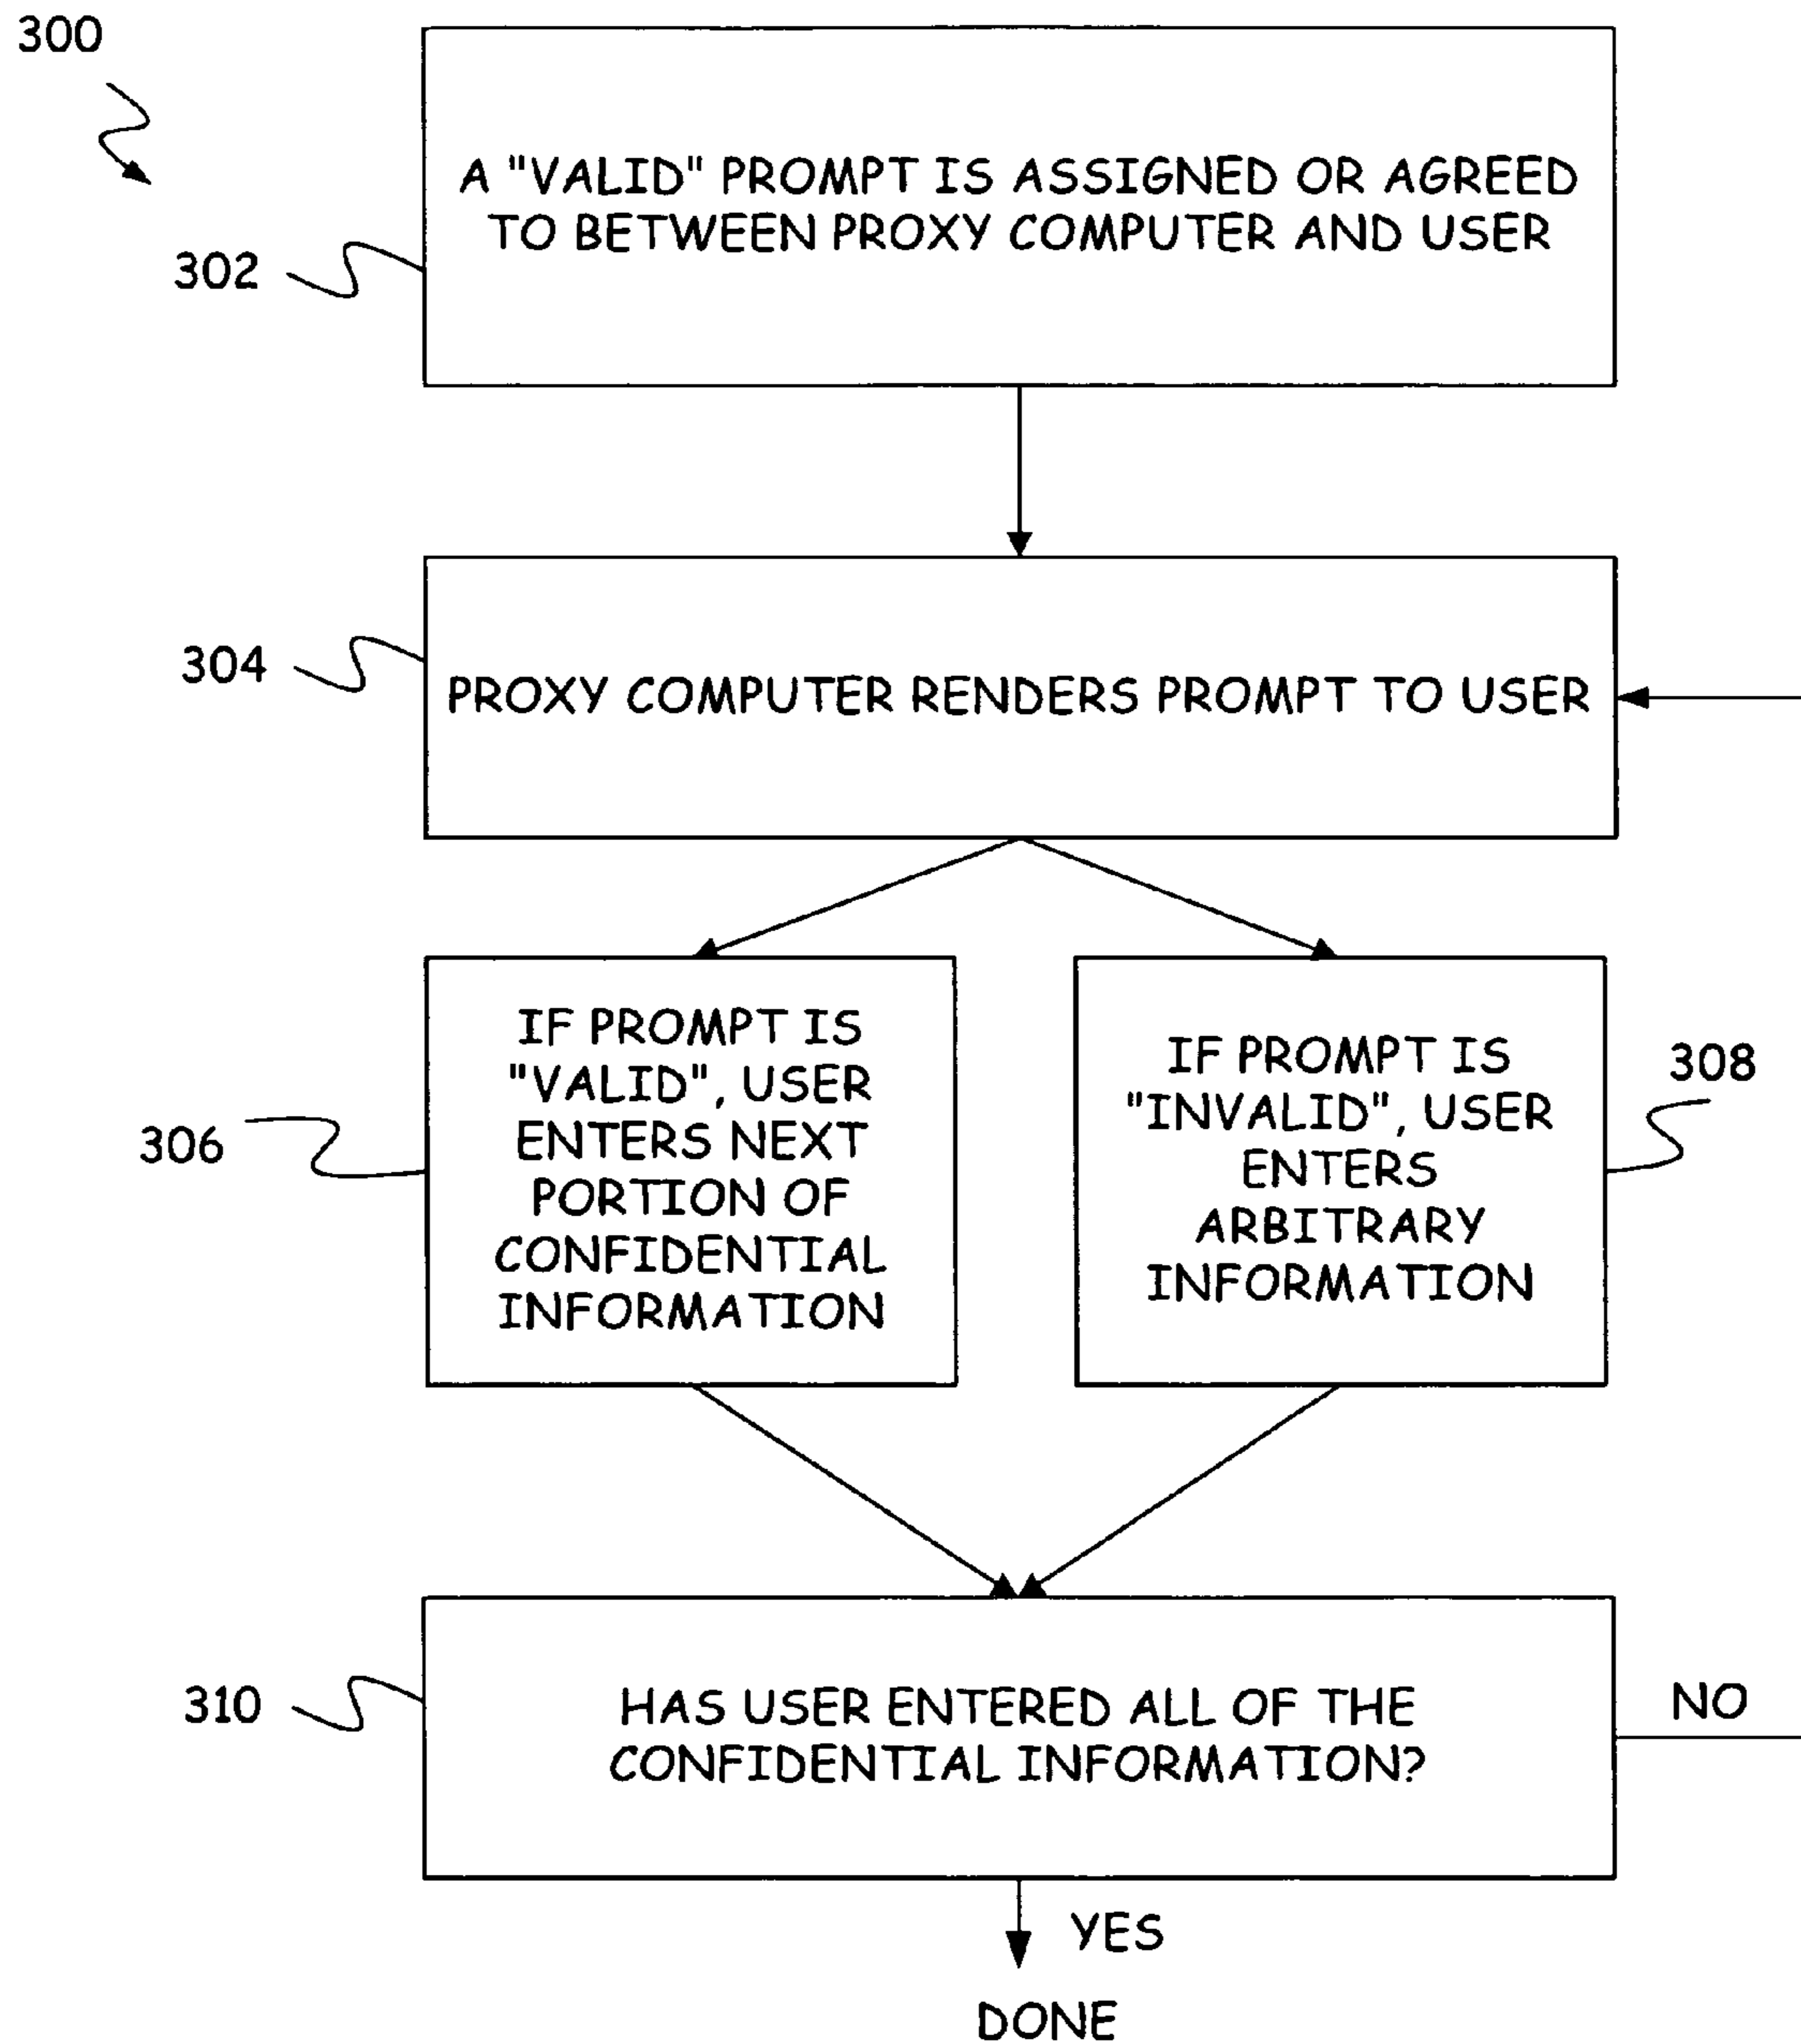 300
A "VALID" PROMPT IS ASSIGNED OR AGREED
TO BETWEEN PROXY COMPUTER AND USER
302
304
PROXY COMPUTER RENDERS PROMPT TO USER
IF PROMPT IS
"VALID", USER
ENTERS NEXT
PORTION OF
CONFIDENTIAL
INFORMATION
306
IF PROMPT IS
"INVALID", USER
ENTERS
ARBITRARY
INFORMATION
308
310
HAS USER ENTERED ALL OF THE
CONFIDENTIAL INFORMATION?
NO
YES
DONE